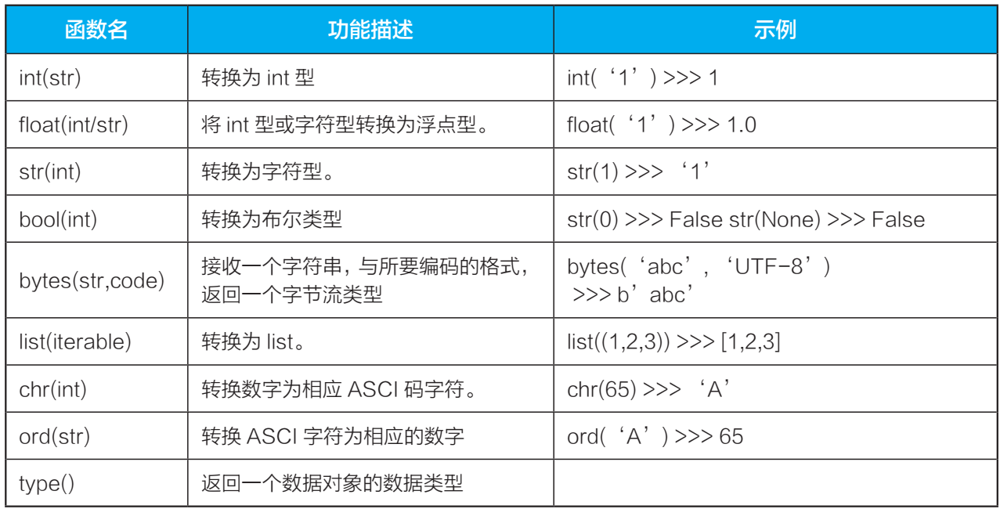 函数名 功能描述 示例
int(str) 转换为 int 型 int(‘1’) >>> 1
float(int/str) 将 int 型或字符型转换为浮点型。 float(‘1’) >>> 1.0
str(int) 转换为字符型。 str(1) >>> ‘1’
bool(int) 转换为布尔类型 str(0) >>> False str(None) >>> False
bytes(str,code) 接收一个字符串，与所要编码的格式， bytes(‘abc’, ‘UTF-8’)
返回一个字节流类型 >>> b’abc’
list(iterable) 转换为 list。 list((1,2,3)) >>> [1,2,3]
chr(int) 转换数字为相应 ASCI 码字符。 chr(65) >>> ‘A’
ord(str) 转换 ASCI 字符为相应的数字 ord(‘A’) >>> 65
type() 返回一个数据对象的数据类型